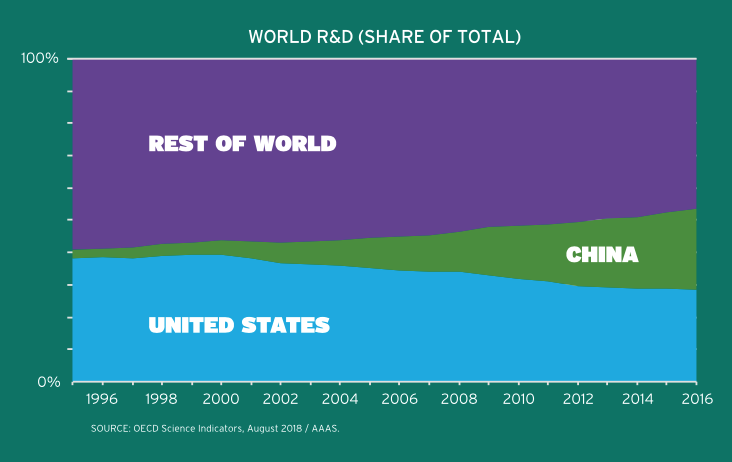 WORLD R&D (SHARE OF TOTAL)
100%
REST OF WORLD
CHINA
UNITED STATES
0%
1996 1998 2000 2002 2004 2006 2008 2010 2012 2014 2016
SOURCE: OECD Science Indicators, August 2018 / AAAS.